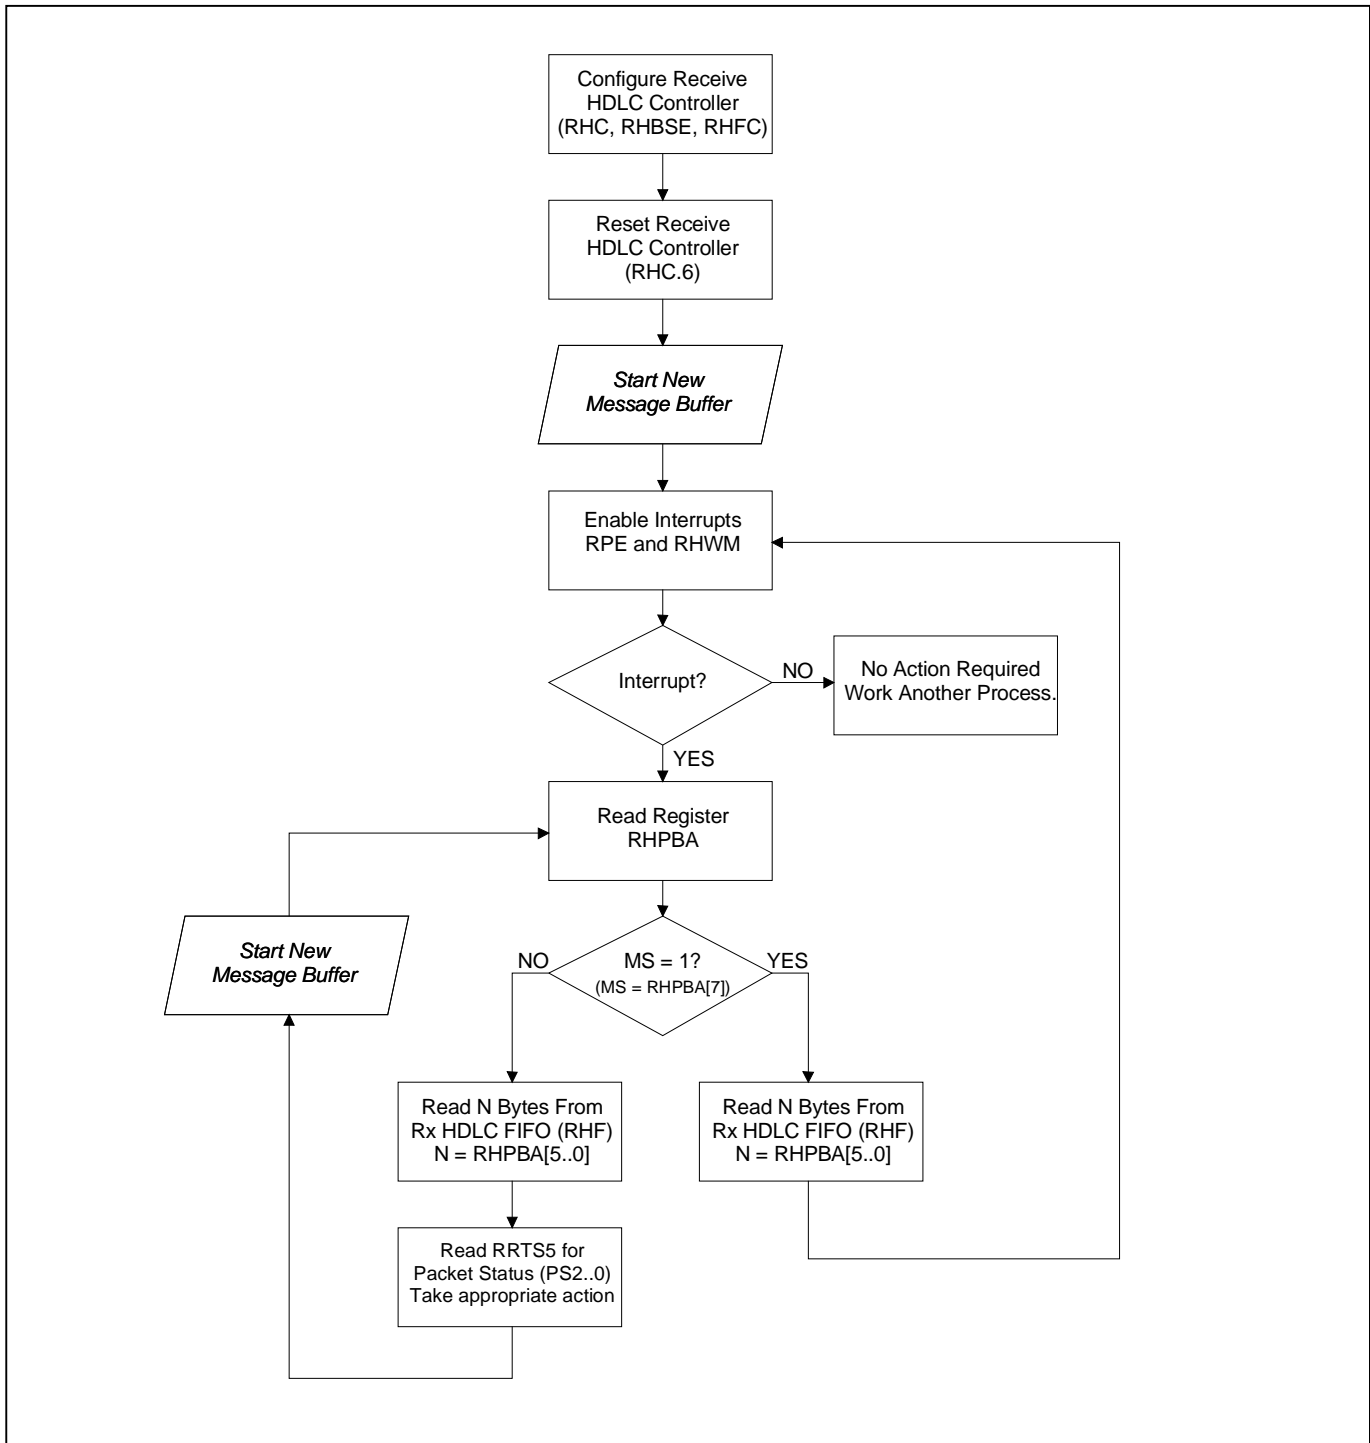 Configure Receive
HDLC Controller
(RHC, RHBSE, RHFC)
Reset Receive
HDLC Controller
(RHC.6)
Start New
Message Buffer
Enable Interrupts
RPE and RHWM
Interrupt?
NO
No Action Required
Work Another Process.
YES
Read Register
RHPBA
Start New
Message Buffer
NO
MS = 1?
(MS = RHPBA[7])
YES
Read N Bytes From
Rx HDLC FIFO (RHF)
N = RHPBA[5..0]
Read N Bytes From
Rx HDLC FIFO (RHF)
N = RHPBA[5..0]
Read RRTS5 for
Packet Status (PS2..0)
Take appropriate action